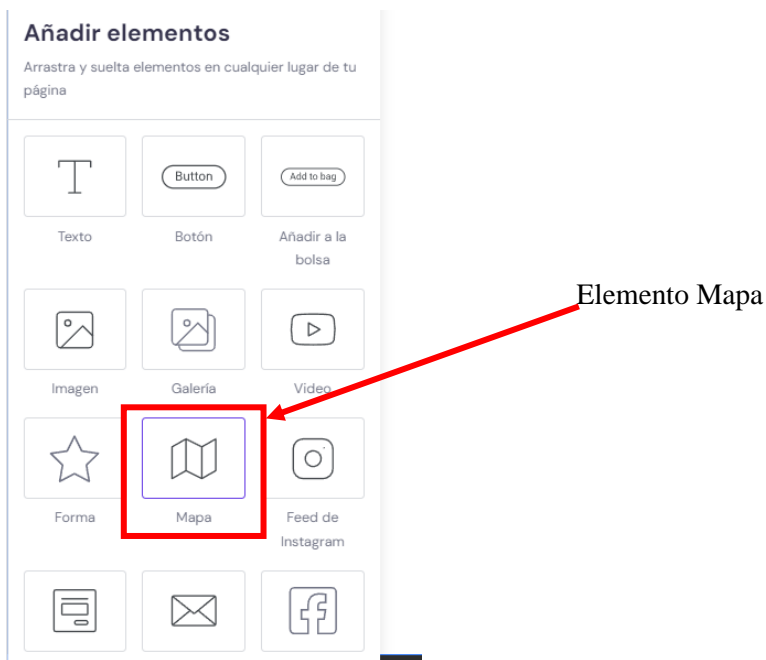 Añadir elementos
Arrastra y suelta elementos en cualquier lugar de tu
página
Button
Add to bag
Texto
Botón
Añadir a la
bolsa
Elemento Mapa
Imagen
Galería
Video
Forma
Mapa
Feed de
Instagram